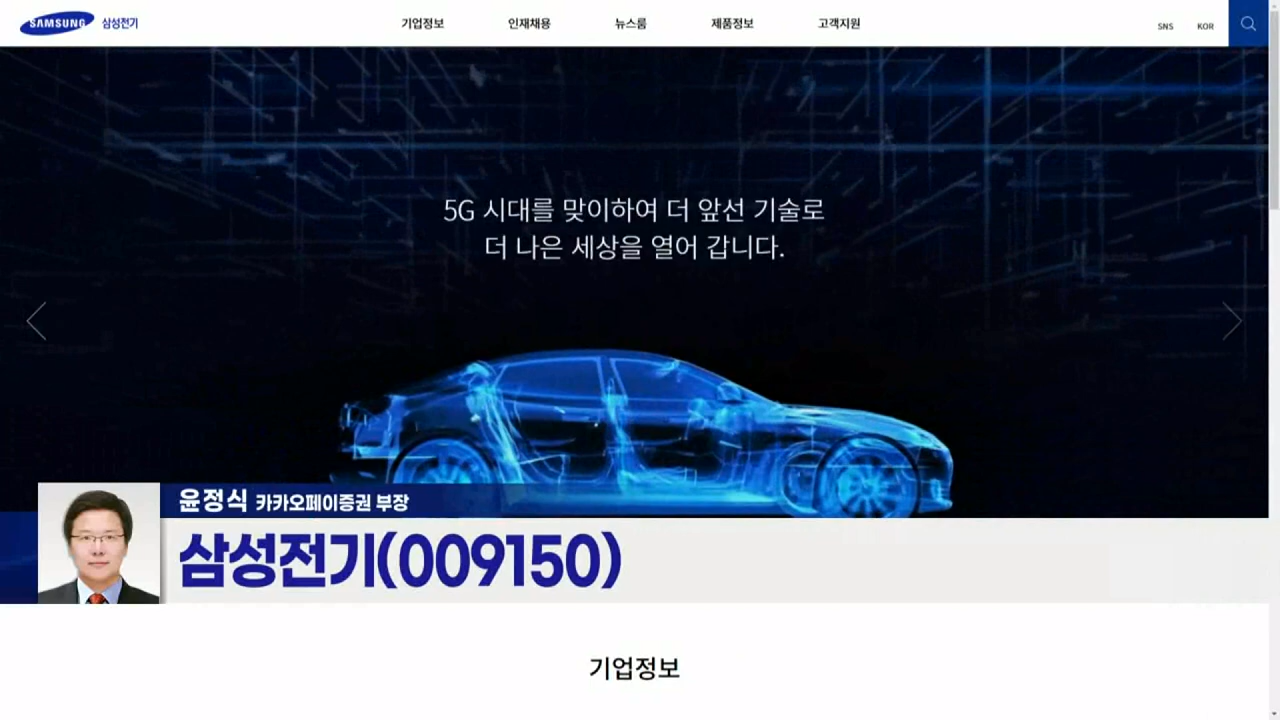 SAMSUNG 삼성전기
기업정보 인재채용 뉴스룸 제품정보 고객지원
SNS KOR
5G 시대를 맞이하여 더 앞선 기술로
더 나은 세상을 열어 갑니다.
윤정식 카카오페이증권 부장
삼성전기(009150)
기업정보